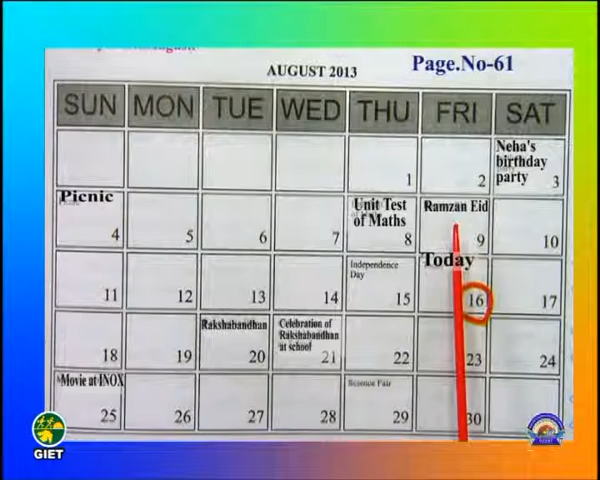 Page.No-61
AUGUST 2013
SUN MON TUE WED THU FRI SAT
Neha's
birthday
party
1 2 3
Picnic
Unit Test
of Maths
Ramzan Eid
4 5 6 7 8 9 10
Independence
Day
Today
11 12 13 14 15 16 17
Rakshabandhan
Celebration of
Rakshabandhan
at school
18 19 20 21 22 23 24
Movie at INOX
Science Fair
25 26 27 28 29 30
GIET